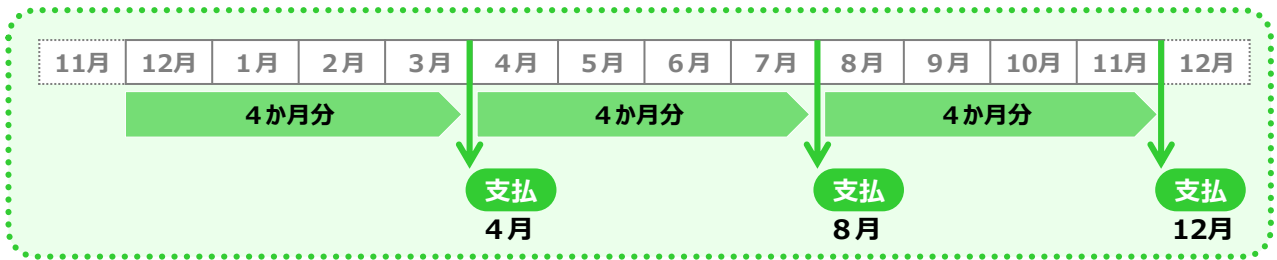 11月 12月 1月 2月 3月 4月 5月 6月 7月 8月 9月 10月 11月 12月
4か月分 4か月分 4か月分
支払 支払 支払
4月 8月 12月